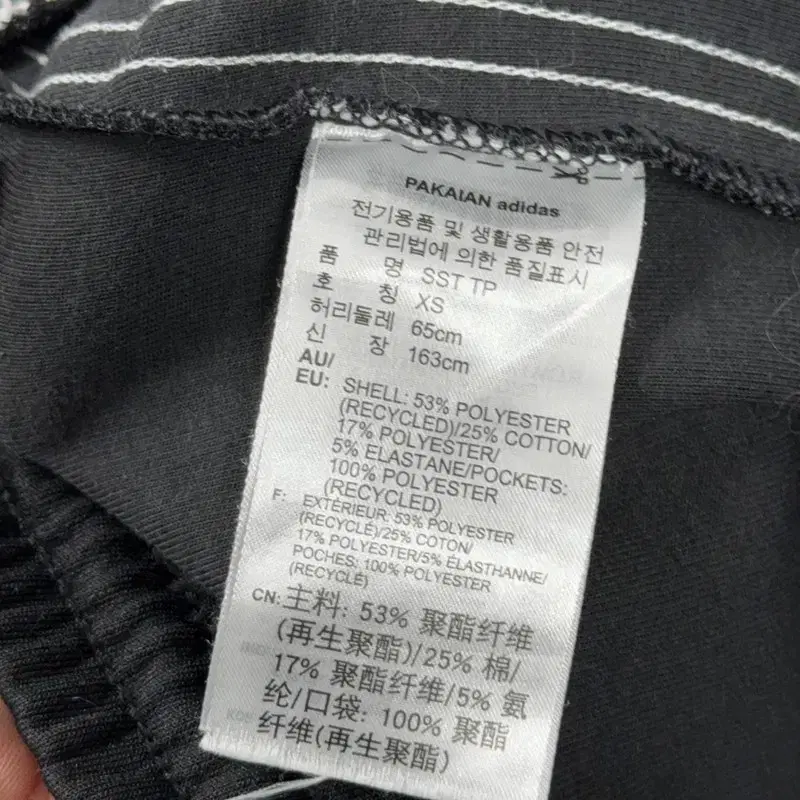 PAKAIAN adidas
전기용품 및 생활용품 안전
관리법에 의한 품질표시
품 명 SST TP
호 칭 XS
허리둘레 65cm
신 장 163cm
AU/
EU: SHELL: 53% POLYESTER
(RECYCLED)/25% COTTON/
17% POLYESTER/
5% ELASTANE/POCKETS:
100% POLYESTER
(RECYCLED)
F: EXTÉRIEUR: 53% POLYESTER
(RECYCLÉ)/25% COTON/
17% POLYESTER/5% ÉLASTHANNE/
POCHES: 100% POLYESTER
(RECYCLÉ)
CN: 主料: 53% 聚酯纤维
(再生聚酯)/25% 棉/
17% 聚酯纤维/5% 氨
纶/口袋: 100% 聚酯
纤维(再生聚酯)